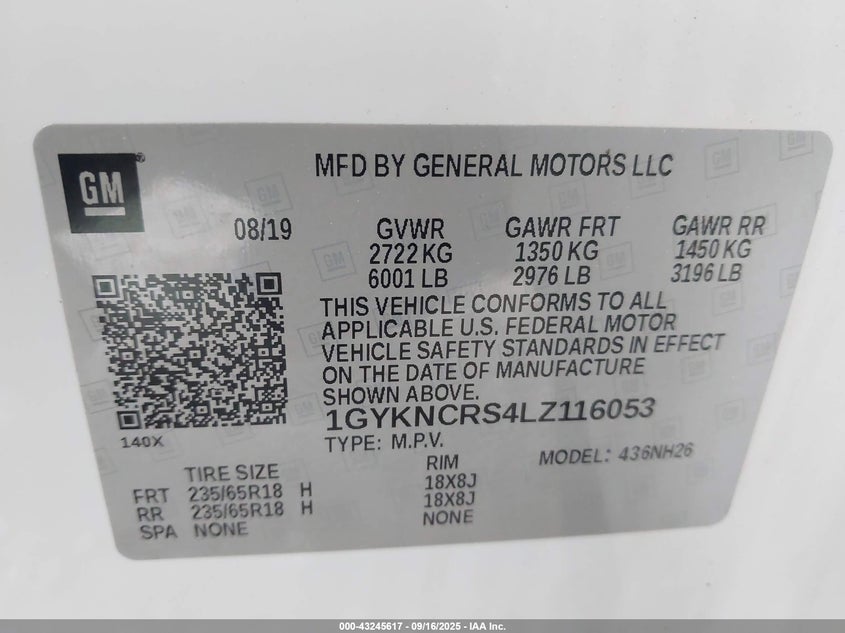 GM
MFD BY GENERAL MOTORS LLC
08/19
GVWR GAWR FRT GAWR RR
2722 KG 1350 KG 1450 KG
6001 LB 2976 LB 3196 LB
THIS VEHICLE CONFORMS TO ALL
APPLICABLE U.S. FEDERAL MOTOR
VEHICLE SAFETY STANDARDS IN EFFECT
ON THE DATE OF MANUFACTURE
SHOWN ABOVE.
1GYKNCRS4LZ116053
140X
TYPE: M.P.V. MODEL: 436NH26
TIRE SIZE RIM
FRT 235/65R18 H 18X8J
RR 235/65R18 H 18X8J
SPA NONE NONE
000-43245617 - 09/16/2025 - IAA Inc.